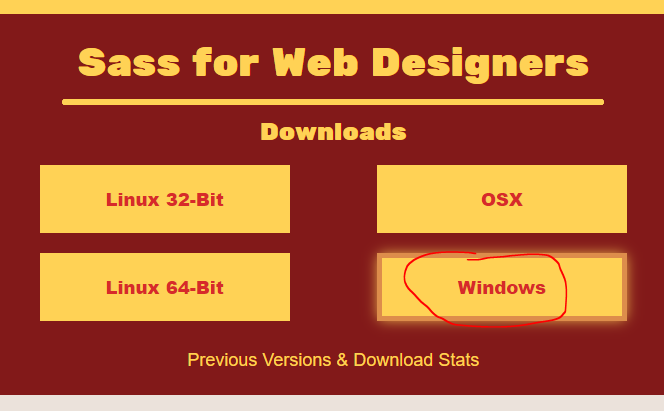 Sass for Web Designers
Downloads
Linux 32-Bit
OSX
Linux 64-Bit
Windows
Previous Versions & Download Stats